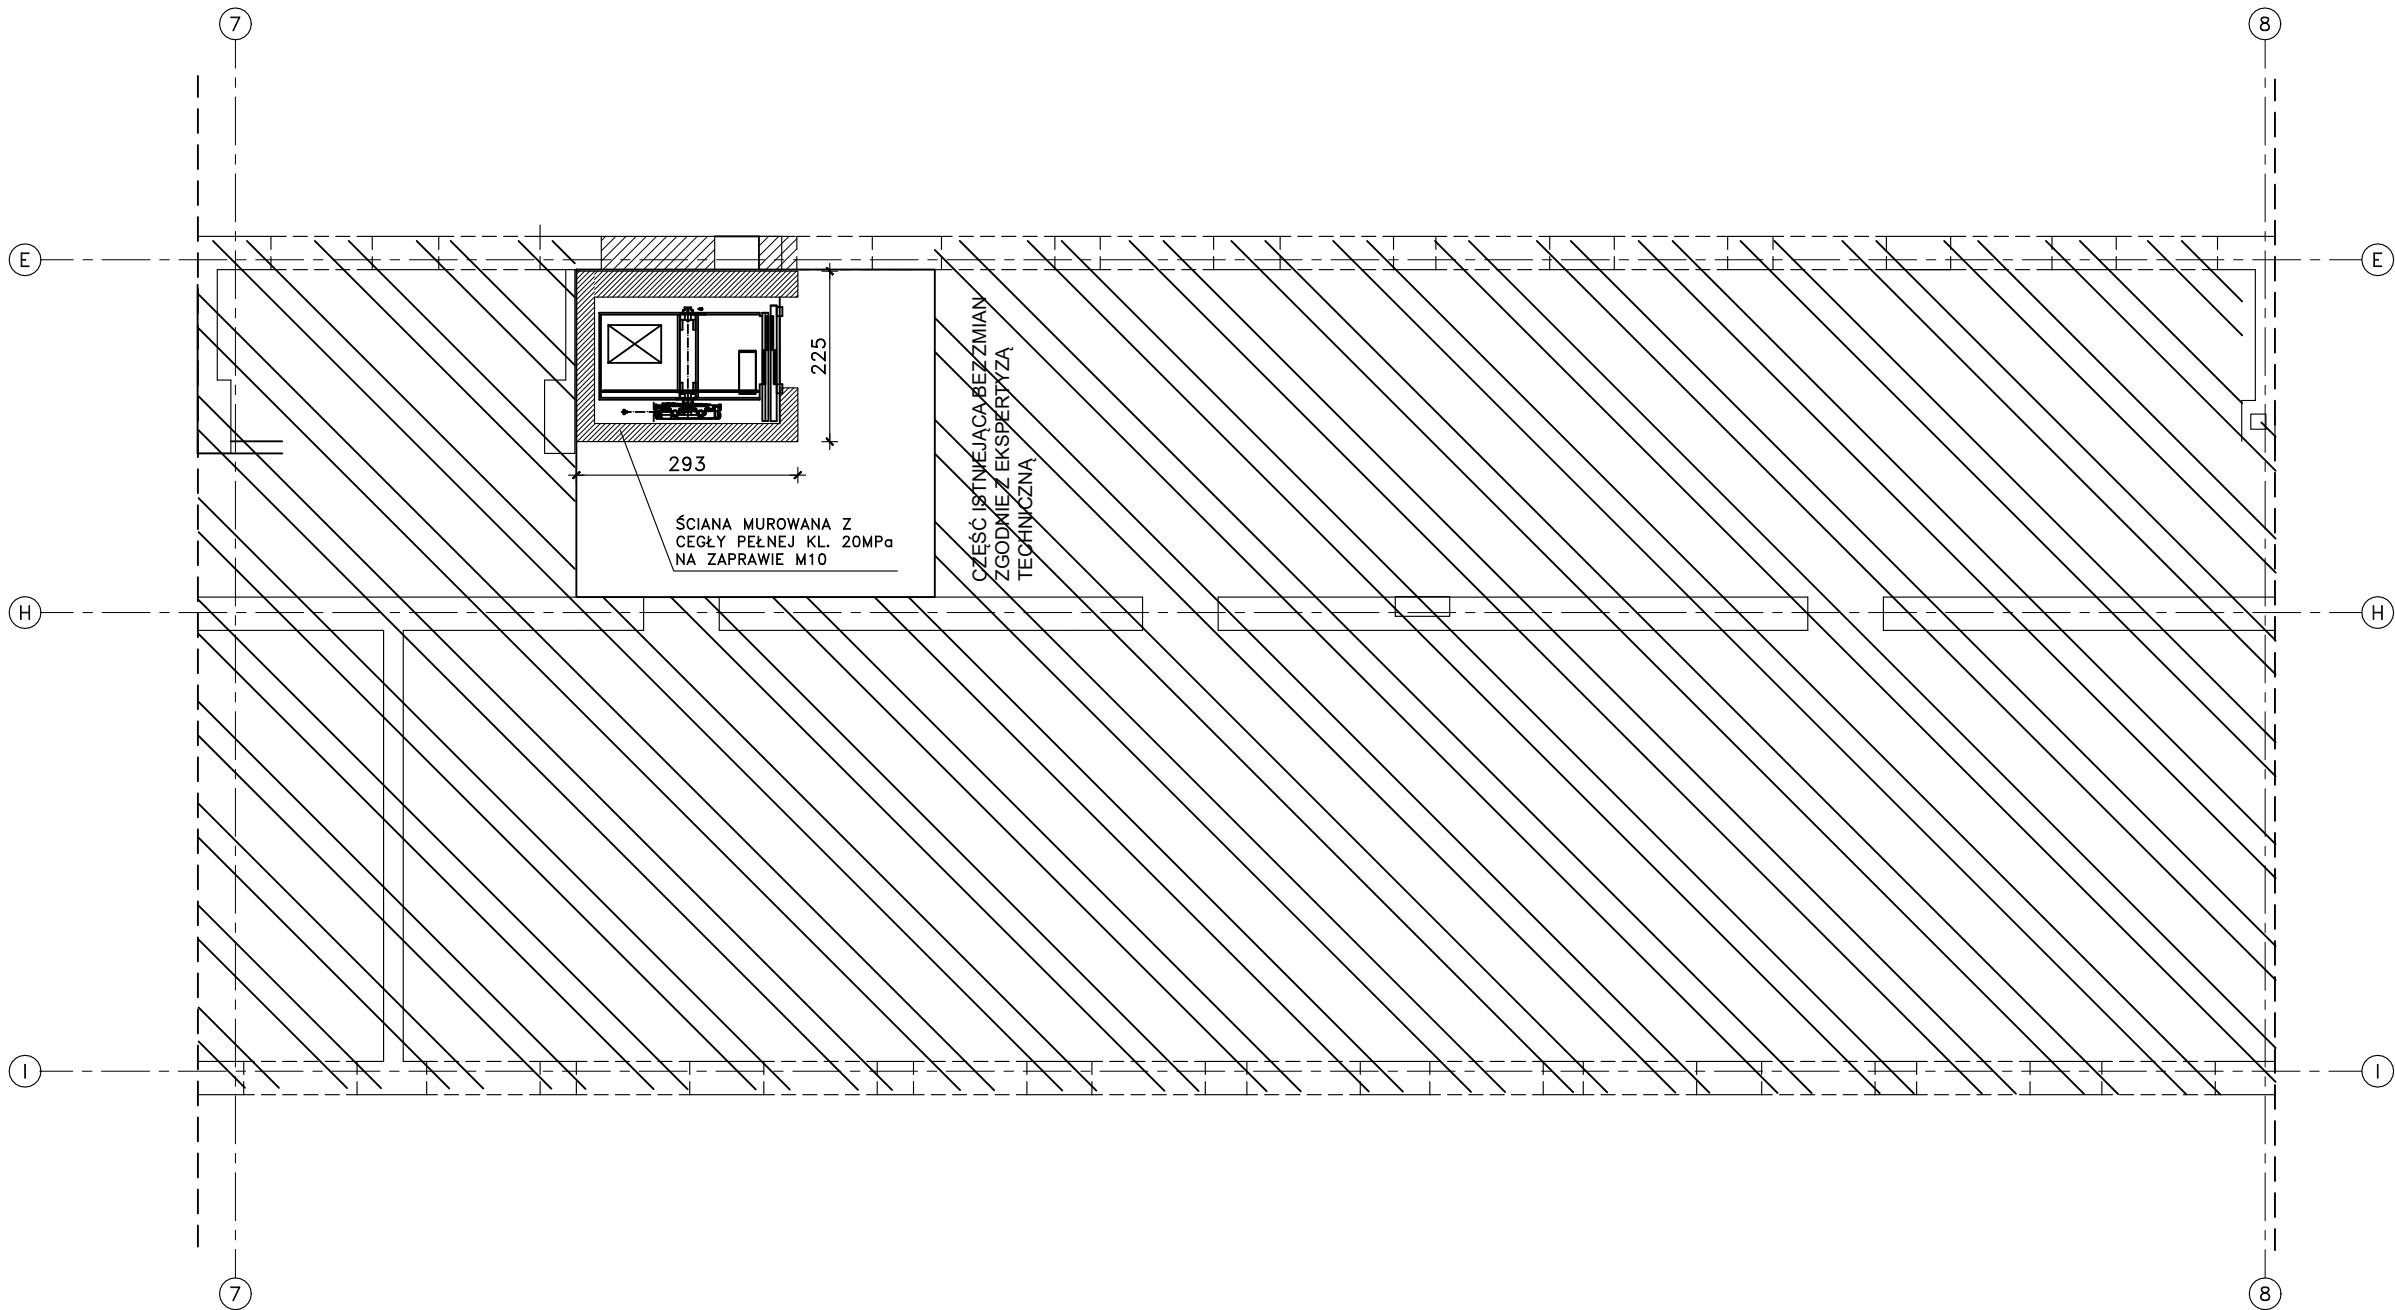 7
8
E
E
225
293
ŚCIANA MUROWANA Z
CEGŁY PEŁNEJ KL. 20MPa
NA ZAPRAWIE M10
CZĘŚĆ ISTNIEJĄCA BEZ ZMIAN
ZGODNIE Z EKSPERTYZĄ
TECHNICZNĄ
H
H
I
I
7
8